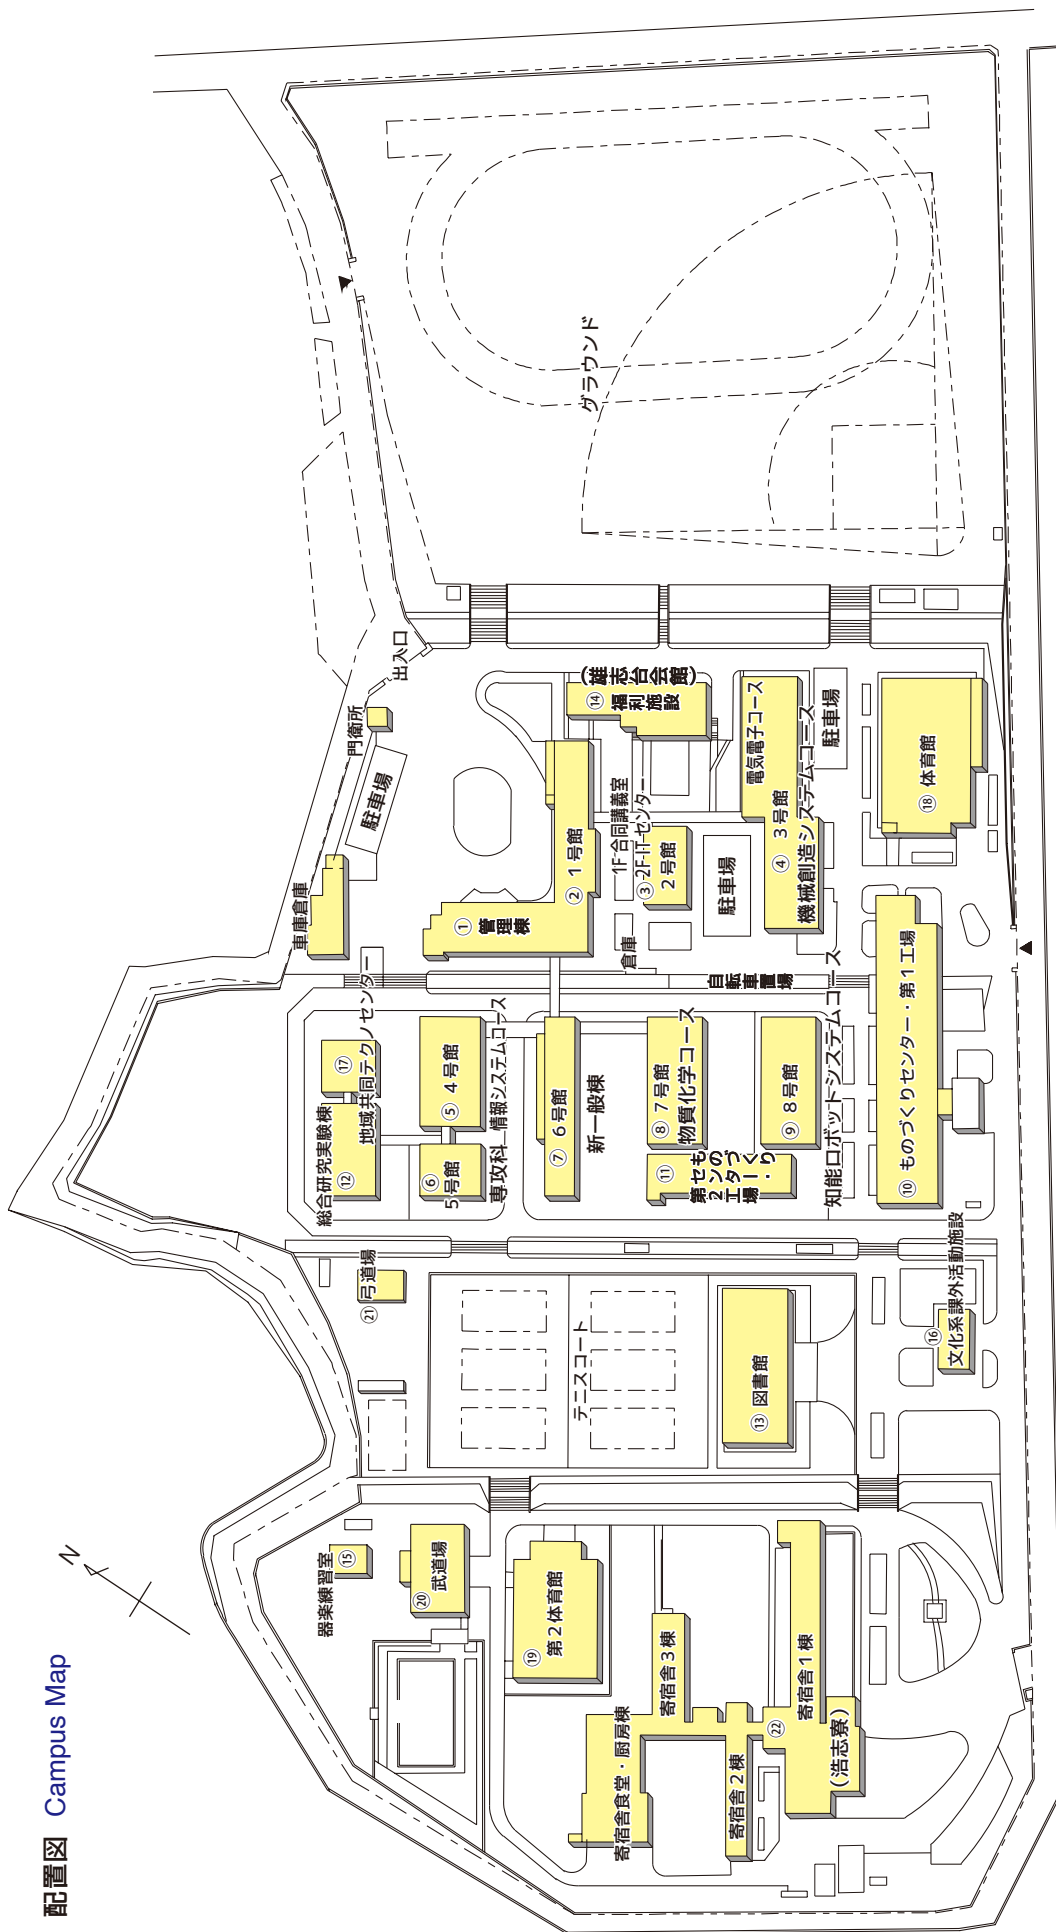 配置図 Campus Map
N
グラウンド
出入口
門衛所
駐車場
車庫倉庫
① 管理棟
② 1号館
1F 合同講義室
③ 2F ITセンター
2号館
倉庫
駐車場
⑭ 福利施設
(雄志台会館)
電気電子コース
④ 3号館
機械創造システムコース
駐車場
⑱ 体育館
自転車置場
⑰
地域共同テクノセンター
総合研究実験棟
⑫
⑤ 4号館
情報システムコース
⑥
5号館
専攻科
⑦ 6号館
新一般棟
⑧ 7号館
物質化学コース
⑨ 8号館
知能ロボットシステムコース
⑪
ものづくり
センター・
第2工場
⑩ ものづくりセンター・第1工場
㉑ 弓道場
テニスコート
⑬ 図書館
⑯
文化系課外活動施設
器楽練習室
⑮
⑳ 武道場
⑲ 第2体育館
寄宿舎3棟
寄宿舎食堂・厨房棟
寄宿舎2棟
㉒
寄宿舎1棟
(浩志寮)